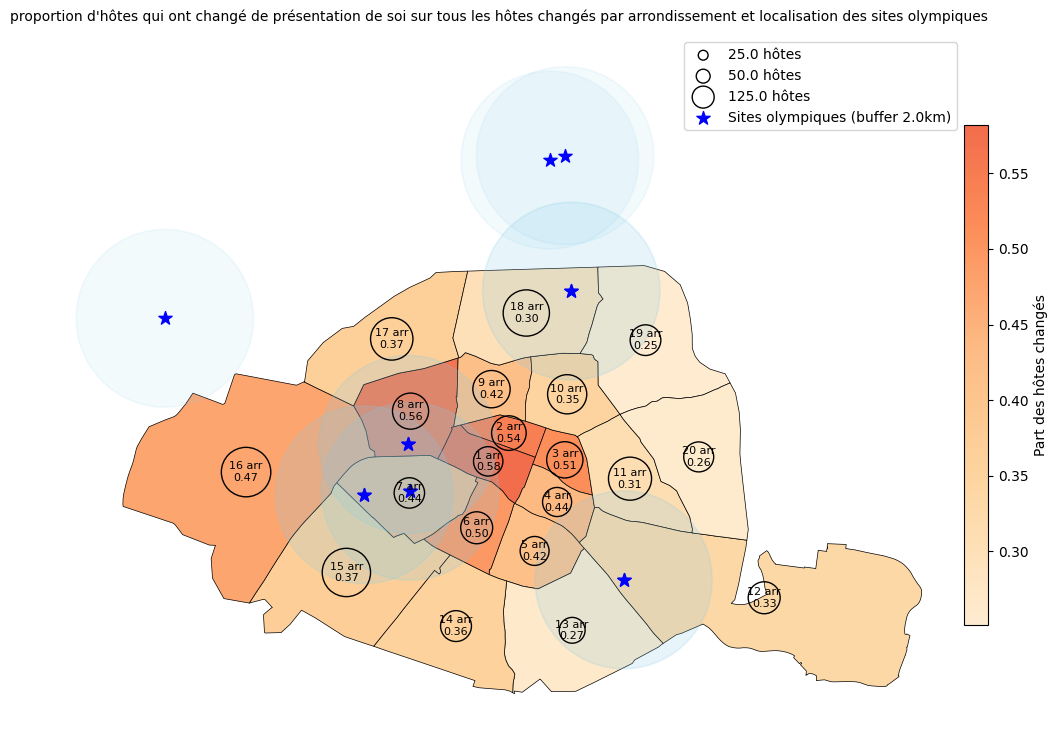 proportion d'hôtes qui ont changé de présentation de soi sur tous les hôtes changés par arrondissement et localisation des sites olympiques
25.0 hôtes
50.0 hôtes
125.0 hôtes
Sites olympiques (buffer 2.0km)
0.55
0.50
0.45
0.40
0.35
0.30
Part des hôtes changés
18 arr
0.30
19 arr
0.25
17 arr
0.37
9 arr
0.42
10 arr
0.35
8 arr
0.56
2 arr
0.54
1 arr
0.58
3 arr
0.51
20 arr
0.26
16 arr
0.47
11 arr
0.31
7 arr
0.44
4 arr
0.44
6 arr
0.50
5 arr
0.42
15 arr
0.37
12 arr
0.33
14 arr
0.36
13 arr
0.27